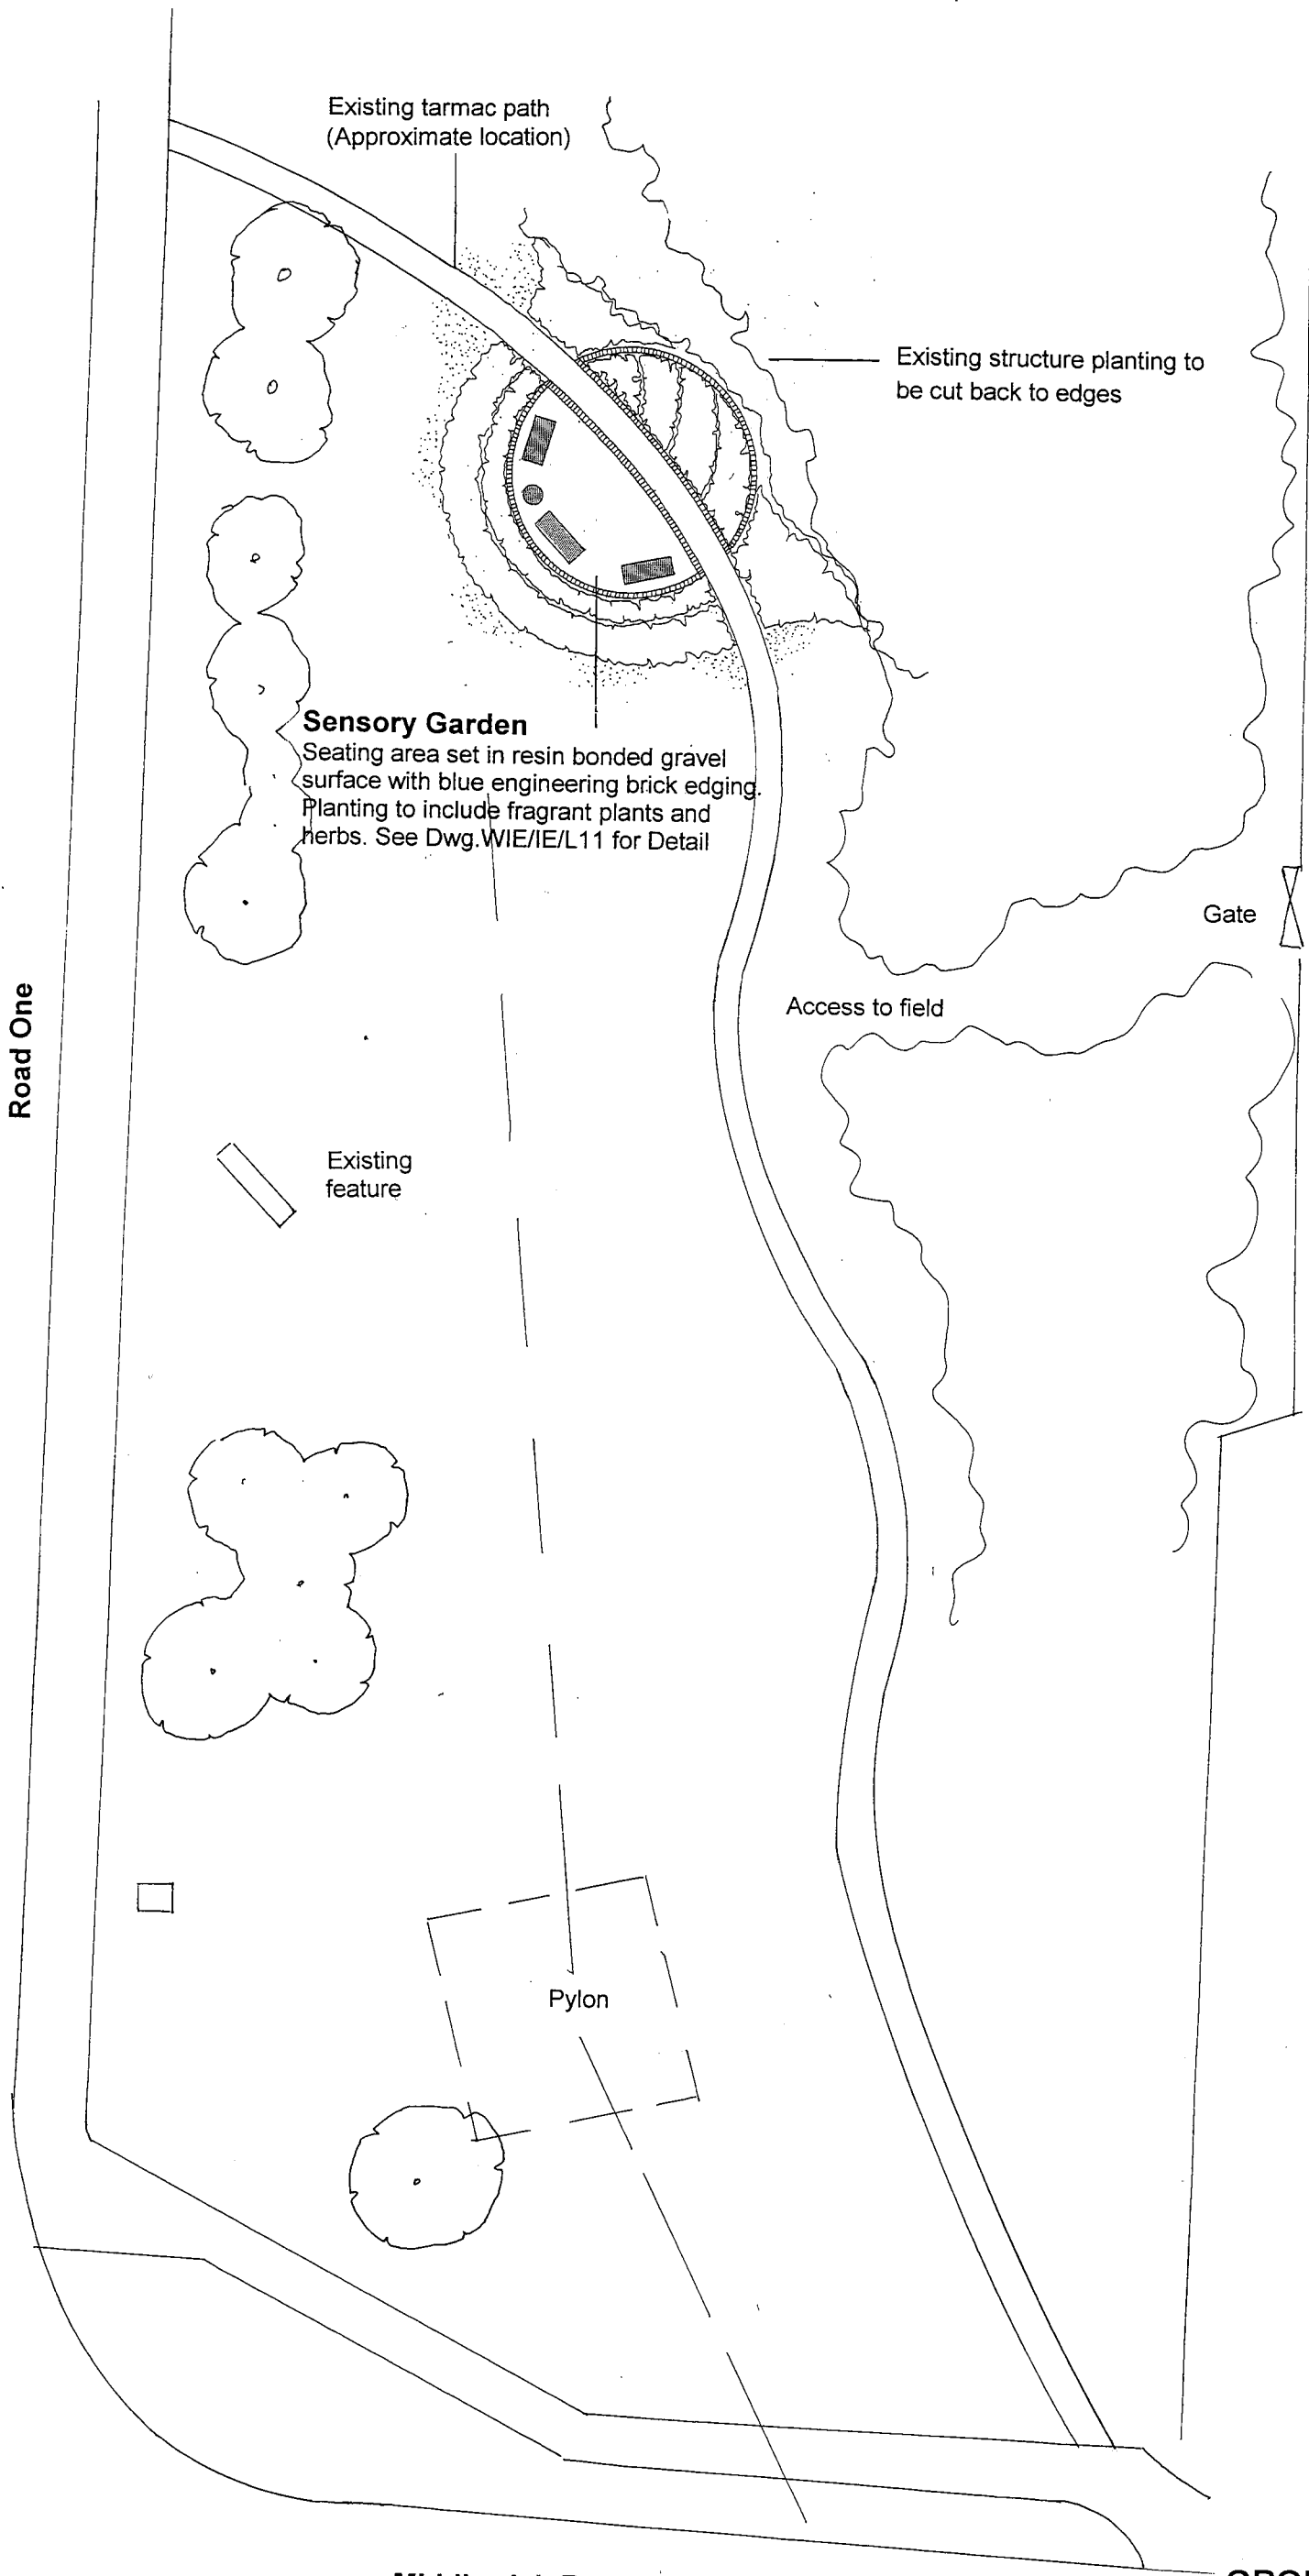 Existing tarmac path
(Approximate location)
Existing structure planting to
be cut back to edges
Sensory Garden
Seating area set in resin bonded gravel
surface with blue engineering brick edging.
Planting to include fragrant plants and
herbs. See Dwg.WIE/IE/L11 for Detail
Gate
Access to field
Road One
Existing
feature
Pylon